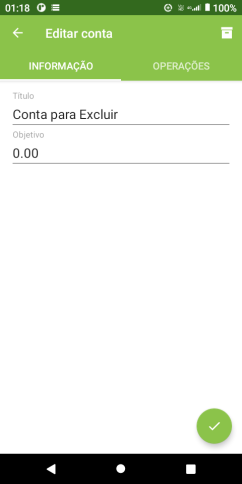 01:18
100%
Editar conta
INFORMAÇÃO
OPERAÇÕES
Título
Conta para Excluir
Objetivo
0.00